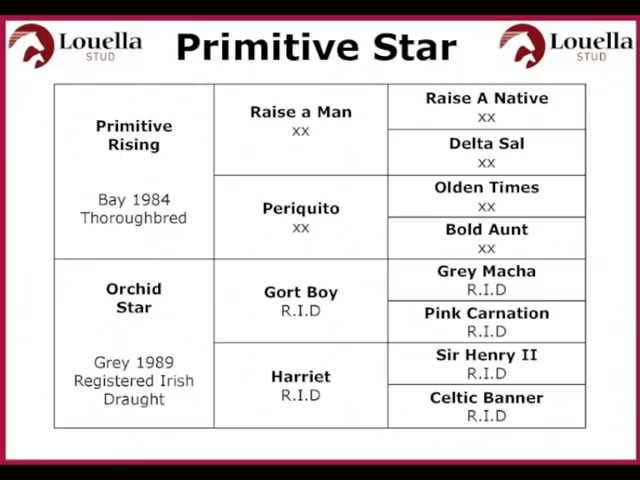 Louella
STUD
Primitive Star
Louella
STUD
Primitive
Rising
Bay 1984
Thoroughbred
Raise a Man
xx
Raise A Native
xx
Delta Sal
xx
Periquito
xx
Olden Times
xx
Bold Aunt
xx
Orchid
Star
Grey 1989
Registered Irish
Draught
Gort Boy
R.I.D
Grey Macha
R.I.D
Pink Carnation
R.I.D
Harriet
R.I.D
Sir Henry II
R.I.D
Celtic Banner
R.I.D